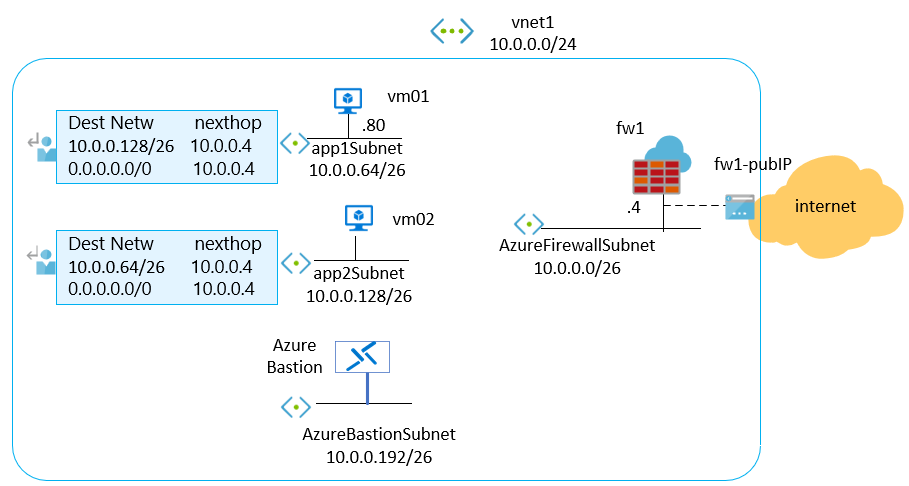 vnet1
10.0.0.0/24
vm01
.80
app1Subnet
10.0.0.64/26
Dest Netw nexthop
10.0.0.128/26 10.0.0.4
0.0.0.0.0/0 10.0.0.4
fw1
fw1-pubIP
.4
internet
AzureFirewallSubnet
10.0.0.0/26
vm02
app2Subnet
10.0.0.128/26
Dest Netw nexthop
10.0.0.64/26 10.0.0.4
0.0.0.0.0/0 10.0.0.4
Azure
Bastion
AzureBastionSubnet
10.0.0.192/26